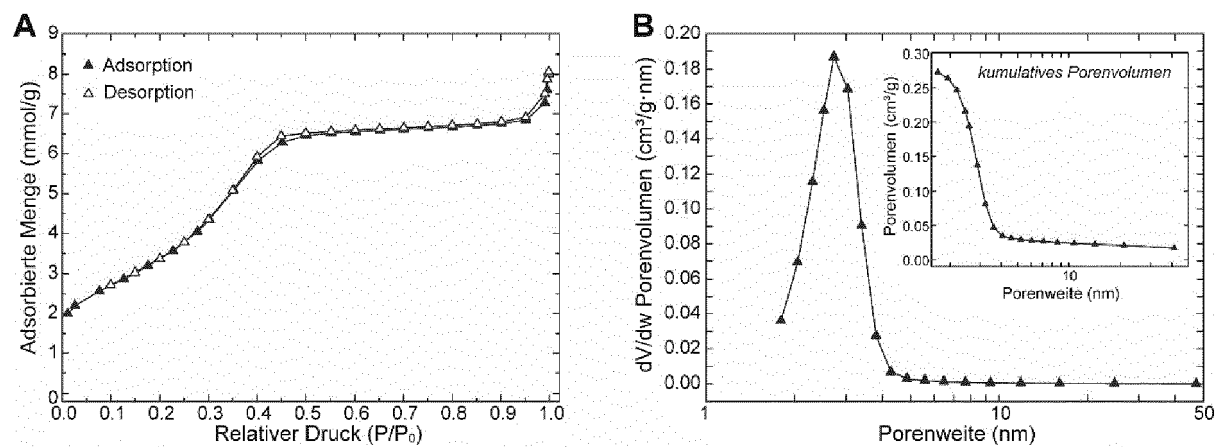 A
Adsorbierte Menge (mmol/g)
9
8
7
6
5
4
3
2
1
0
▲ Adsorption
△ Desorption
0.0 0.1 0.2 0.3 0.4 0.5 0.6 0.7 0.8 0.9 1.0
Relativer Druck (P/P₀)
B
dV/dw Porenvolumen (cm³/g·nm)
0.20
0.18
0.16
0.14
0.12
0.10
0.08
0.06
0.04
0.02
0.00
1 10 50
Porenweite (nm)
kumulatives Porenvolumen
Porenvolumen (cm³/g)
0.30
0.25
0.20
0.15
0.10
0.05
0.00
10
Porenweite (nm)